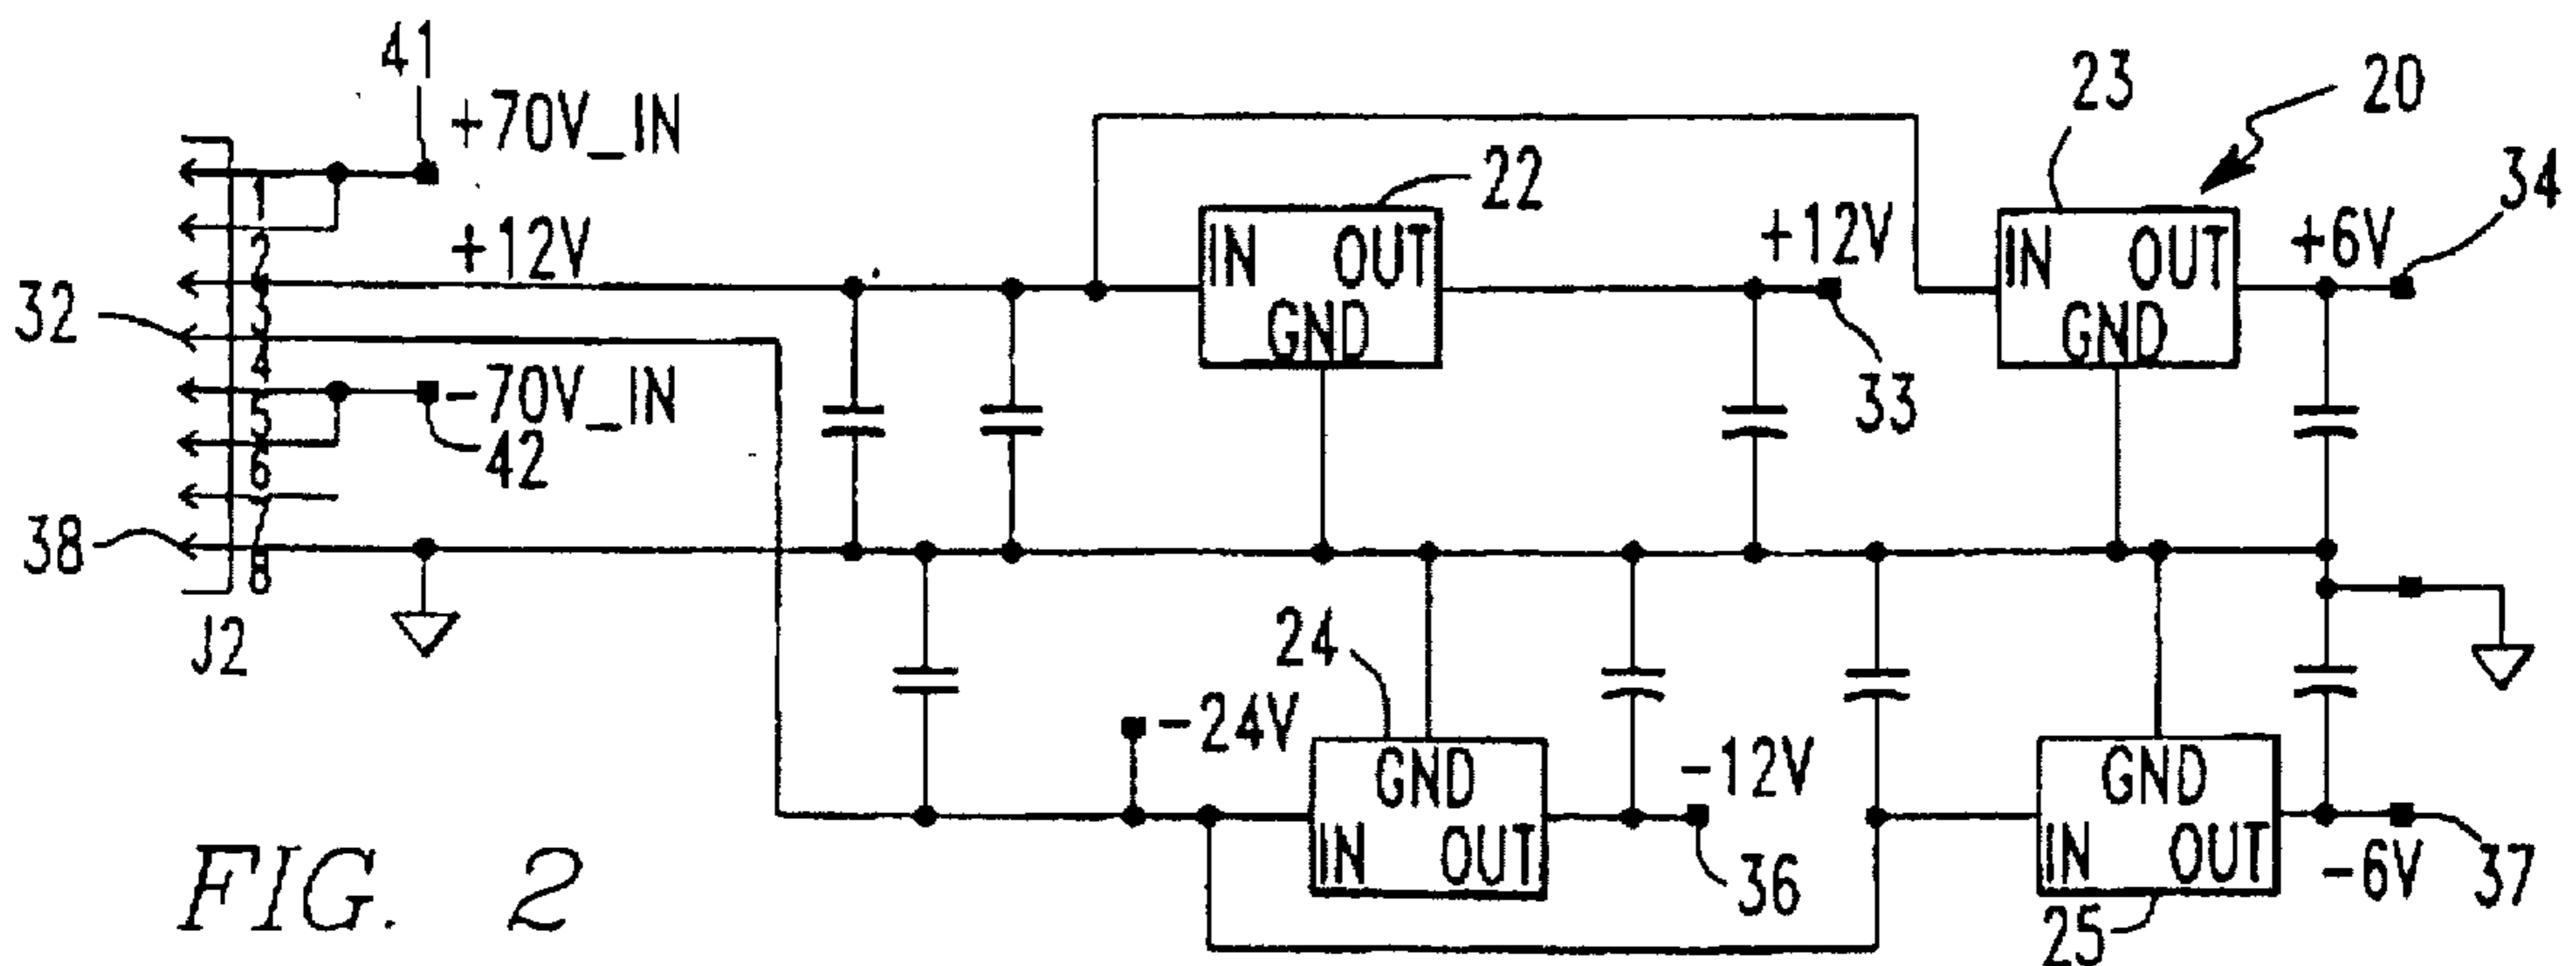 41
+70V_IN
23
20
22
34
1
2
+12V
IN OUT
GND
+12V
IN OUT
GND
+6V
32
3
4
-70V_IN
33
5
42
6
7
38
8
J2
24
-24V
GND
IN OUT
-12V
36
GND
IN OUT
-6V
37
25
FIG. 2